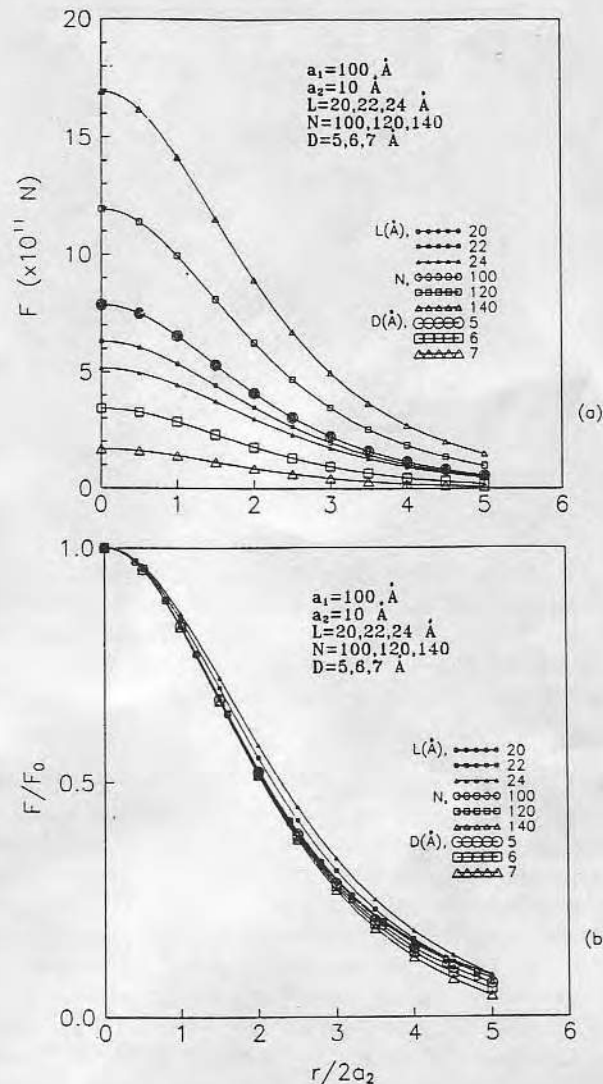 20
15
10
5
0
F (x10¹¹ N)
a₁=100 Å
a₂=10 Å
L=20,22,24 Å
N=100,120,140
D=5,6,7 Å
L(Å), 20
22
24
N, 100
120
140
D(Å), 5
6
7
(a)
0 1 2 3 4 5 6
1.0
0.5
0.0
F/F₀
a₁=100 Å
a₂=10 Å
L=20,22,24 Å
N=100,120,140
D=5,6,7 Å
L(Å), 20
22
24
N, 100
120
140
D(Å), 5
6
7
(b
0 1 2 3 4 5 6
r/2a₂